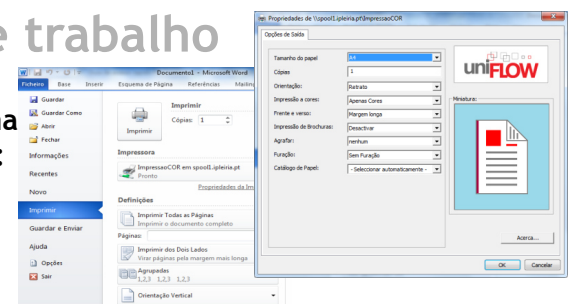 e trabalho
na
:
Documento1 - Microsoft Word
Ficheiro Base Inserir Esquema de Página Referências
Guardar
Guardar Como
Abrir
Fechar
Informações
Recentes
Novo
Imprimir
Guardar e Enviar
Ajuda
Opções
Sair
Imprimir
Cópias: 1
Imprimir
Impressora
ImpressaoCOR em spool1.ipleiria.pt
Pronto
Propriedades da Im
Definições
Imprimir Todas as Páginas
Imprimir o documento completo
Páginas:
Imprimir dos Dois Lados
Virar páginas pela margem mais longa
Agrupadas
1,2,3 1,2,3 1,2,3
Orientação Vertical
Propriedades de \\spool1.ipleiria.pt\ImpressaoCOR
Opções de Saída
Tamanho do papel A4
Cópias 1
Orientação: Retrato
Impressão a cores: Apenas Cores
Frente e verso: Margem longa
Impressão de Brochuras: Desactivar
Agrafar: nenhum
Furação: Sem Furação
Catálogo de Papel: - Seleccionar automaticamente -
uniFLOW
Miniatura:
Acerca...
OK Cancelar